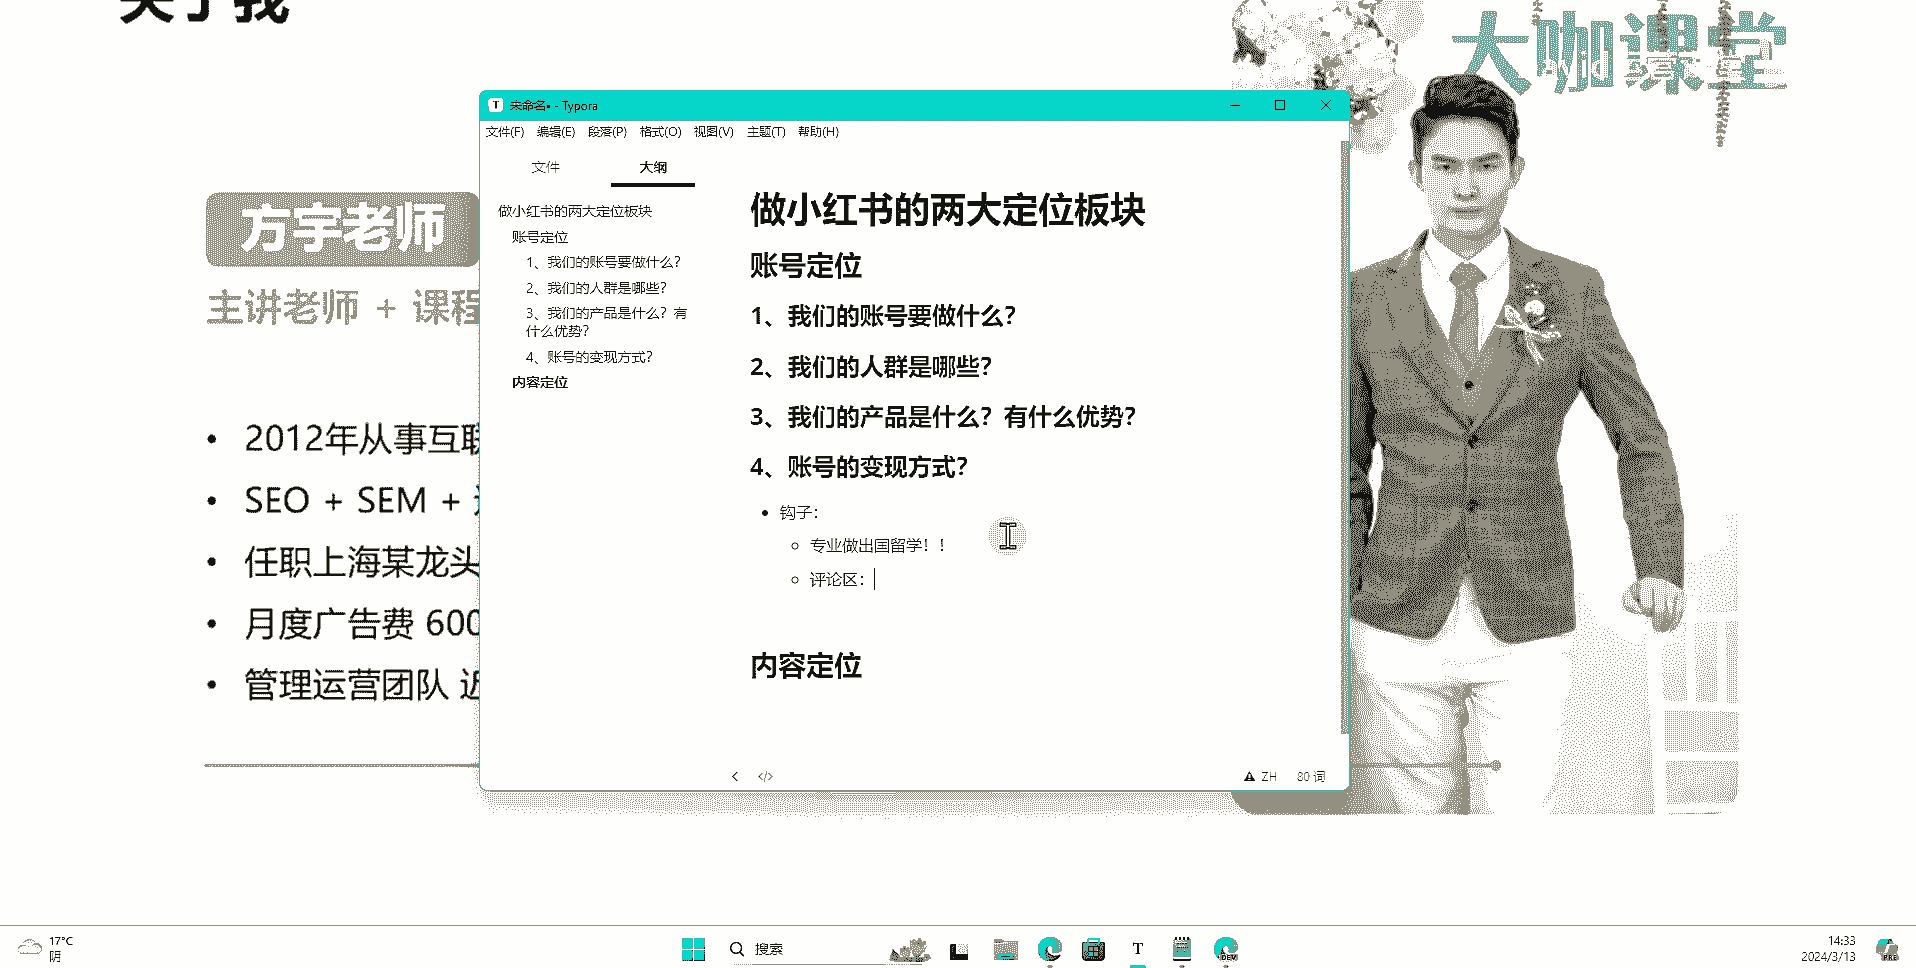 关于我
大咖课堂
方宇老师
主讲老师 + 课程
• 2012年从事互联
• SEO + SEM +
• 任职上海某龙头
• 月度广告费 600
• 管理运营团队 近
未命名• - Typora
文件(F) 编辑(E) 段落(P) 格式(O) 视图(V) 主题(T) 帮助(H)
文件 大纲
做小红书的两大定位板块
账号定位
1、我们的账号要做什么？
2、我们的人群是哪些？
3、我们的产品是什么？有
什么优势？
4、账号的变现方式？
内容定位
做小红书的两大定位板块
账号定位
1、我们的账号要做什么？
2、我们的人群是哪些？
3、我们的产品是什么？有什么优势？
4、账号的变现方式？
• 钩子：
○ 专业做出国留学！！
○ 评论区：
内容定位
ZH 80 词
17°C
阴
搜索
T
DEV
14:33
2024/3/13
PRE